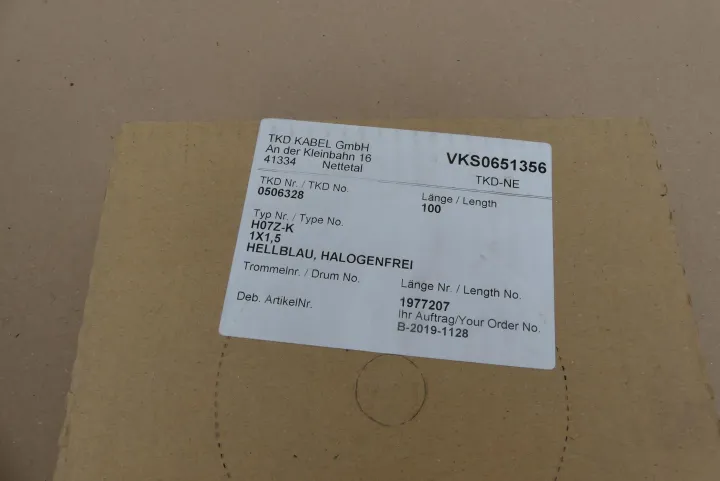 TKD KABEL GmbH
An der Kleinbahn 16
41334 Nettetal
VKS0651356
TKD-NE
TKD Nr. / TKD No.
0506328
Länge / Length
100
Typ Nr. / Type No.
H07Z-K
1X1,5
HELLBLAU, HALOGENFREI
Trommelnr. / Drum No.
Länge Nr. / Length No.
1977207
Deb. ArtikelNr.
Ihr Auftrag/Your Order No.
B-2019-1128